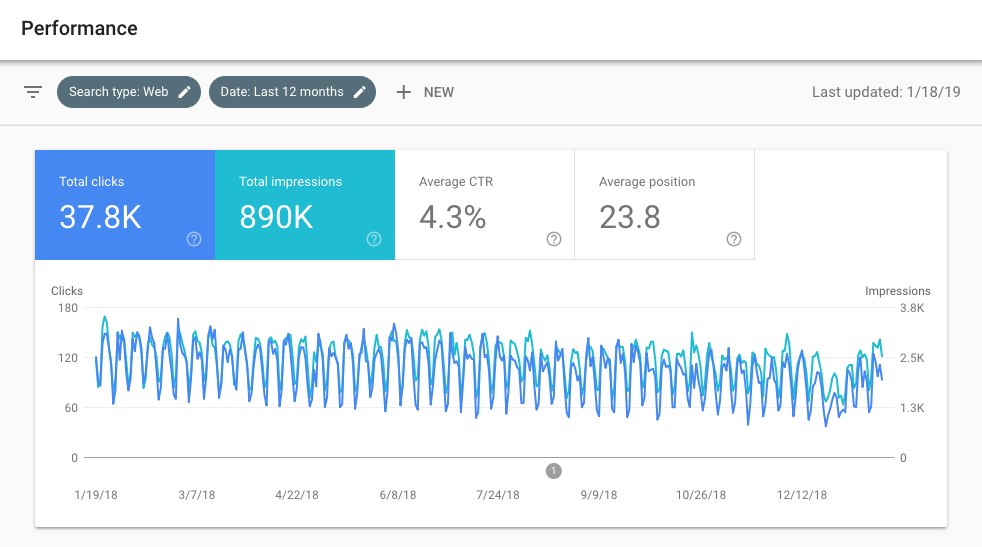 Performance
Search type: Web
Date: Last 12 months
NEW
Last updated: 1/18/19
Total clicks
37.8K
Total impressions
890K
Average CTR
4.3%
Average position
23.8
Clicks
Impressions
180
3.8K
120
2.5K
60
1.3K
0
0
1
1/19/18
3/7/18
4/22/18
6/8/18
7/24/18
9/9/18
10/26/18
12/12/18